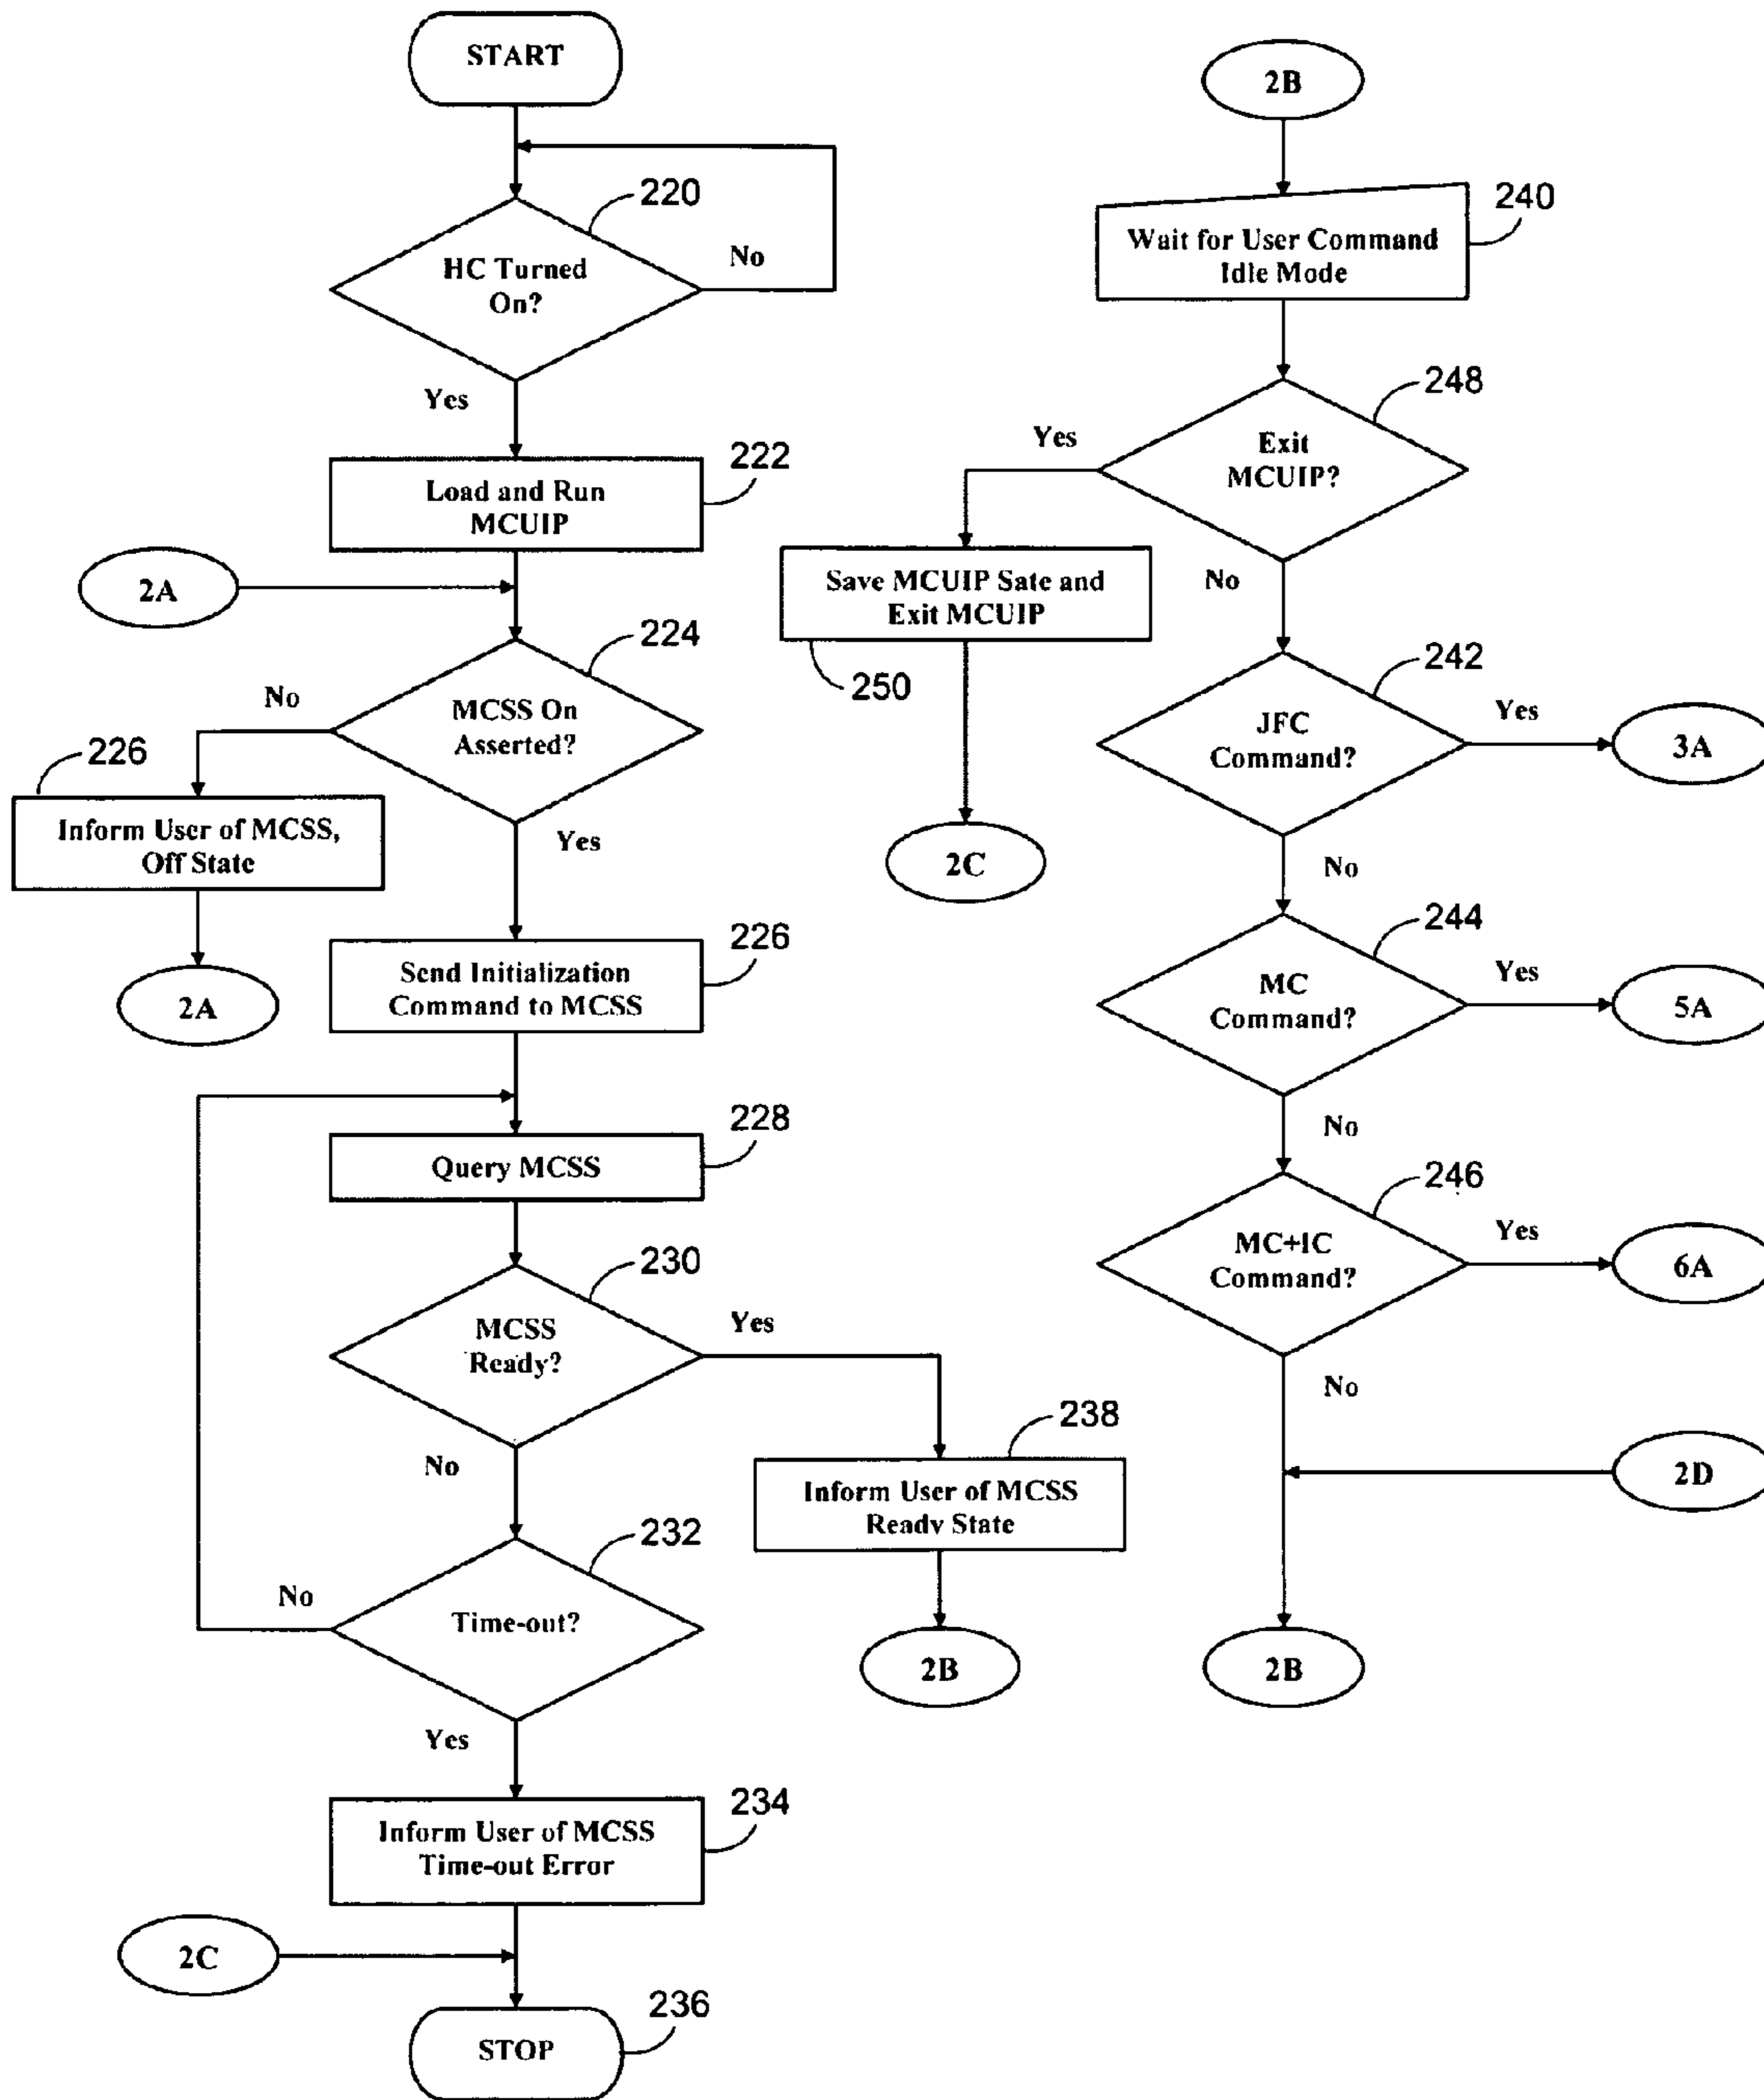 START
220
HC Turned
On?
No
Yes
222
Load and Run
MCUIP
2A
224
MCSS On
Asserted?
No
Yes
226
Inform User of MCSS,
Off State
2A
226
Send Initialization
Command to MCSS
228
Query MCSS
230
MCSS
Ready?
Yes
No
238
Inform User of MCSS
Ready State
2B
232
Time-out?
No
Yes
234
Inform User of MCSS
Time-out Error
2C
236
STOP
2B
240
Wait for User Command
Idle Mode
248
Exit
MCUIP?
Yes
No
Save MCUIP Sate and
Exit MCUIP
250
2C
242
JFC
Command?
Yes
3A
No
244
MC
Command?
Yes
5A
No
246
MC+IC
Command?
Yes
6A
No
2D
2B